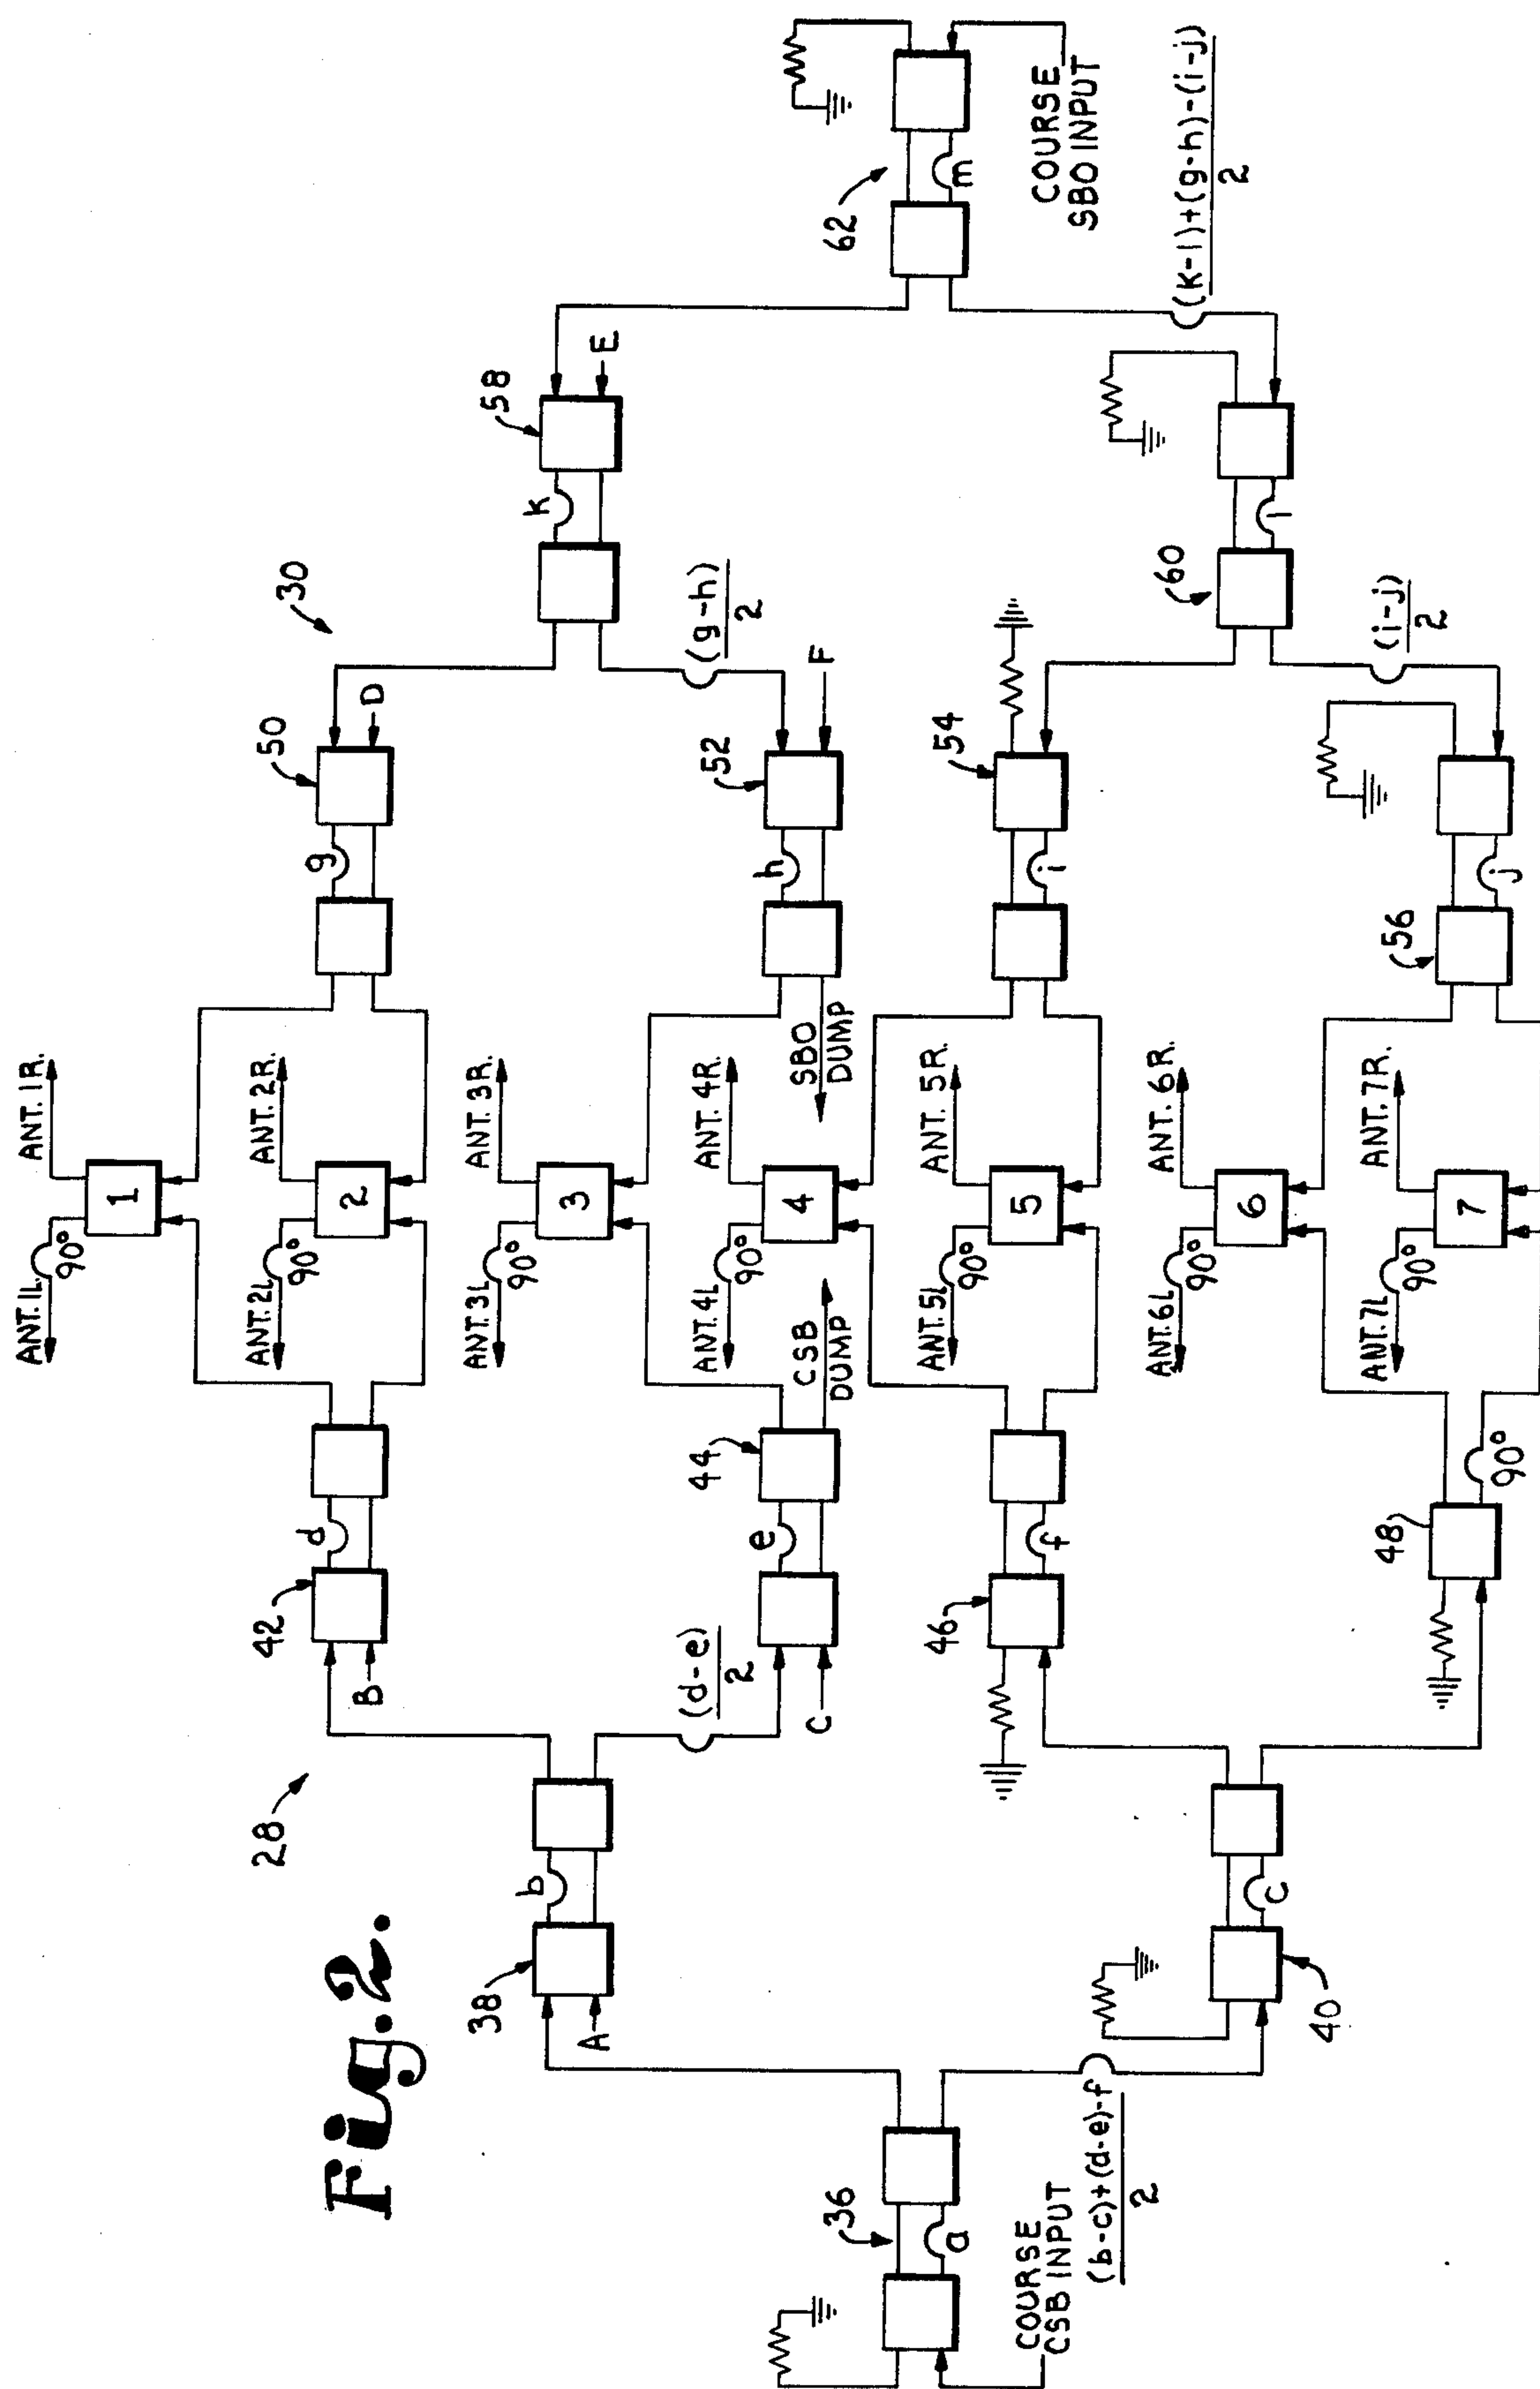 Fig. 2.
28
30
ANT. 1L.
90°
1
ANT. 1R.
ANT. 2L
90°
2
ANT. 2R.
ANT. 3L
90°
3
ANT. 3R.
ANT. 4L
90°
4
ANT. 4R.
ANT. 5L
90°
5
ANT. 5R.
ANT. 6L
90°
6
ANT. 6R.
ANT. 7L
90°
7
ANT. 7R.
42
d
B
50
g
D
(d-e)
2
44
e
C
CSB
DUMP
(g-h)
2
52
h
F
SBO
DUMP
46
f
54
i
48
90°
56
j
(i-j)
2
38
b
A
58
k
E
40
c
60
l
36
a
COURSE
CSB INPUT
(b-c)+(d-e)-f
2
62
m
COURSE
SBO INPUT
(k-l)+(g-h)-(i-j)
2